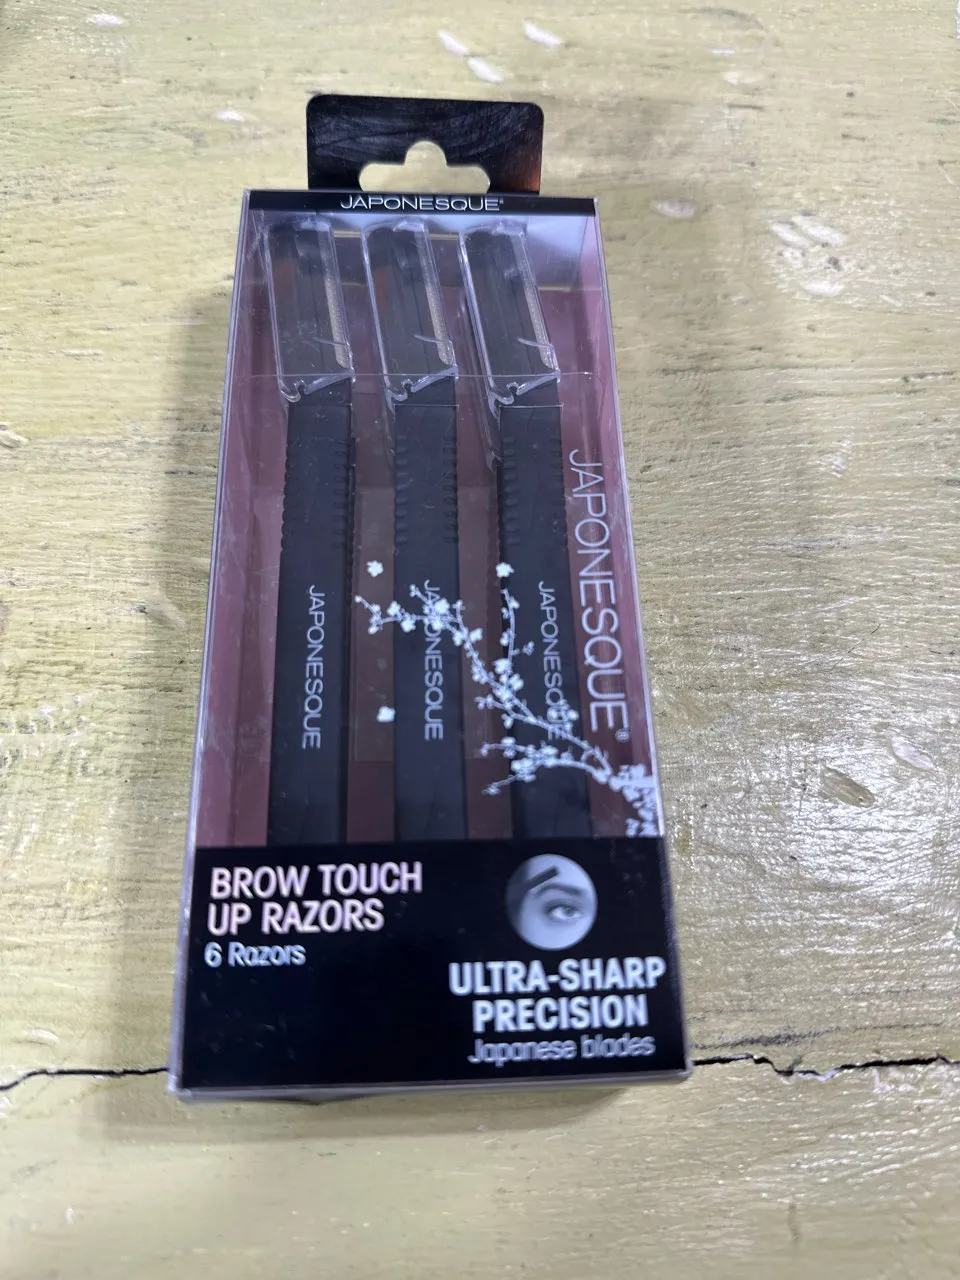 JAPONESQUE®
JAPONESQUE
JAPONESQUE
JAPONESQUE
JAPONESQUE®
BROW TOUCH
UP RAZORS
6 Razors
ULTRA-SHARP
PRECISION
Japanese blades